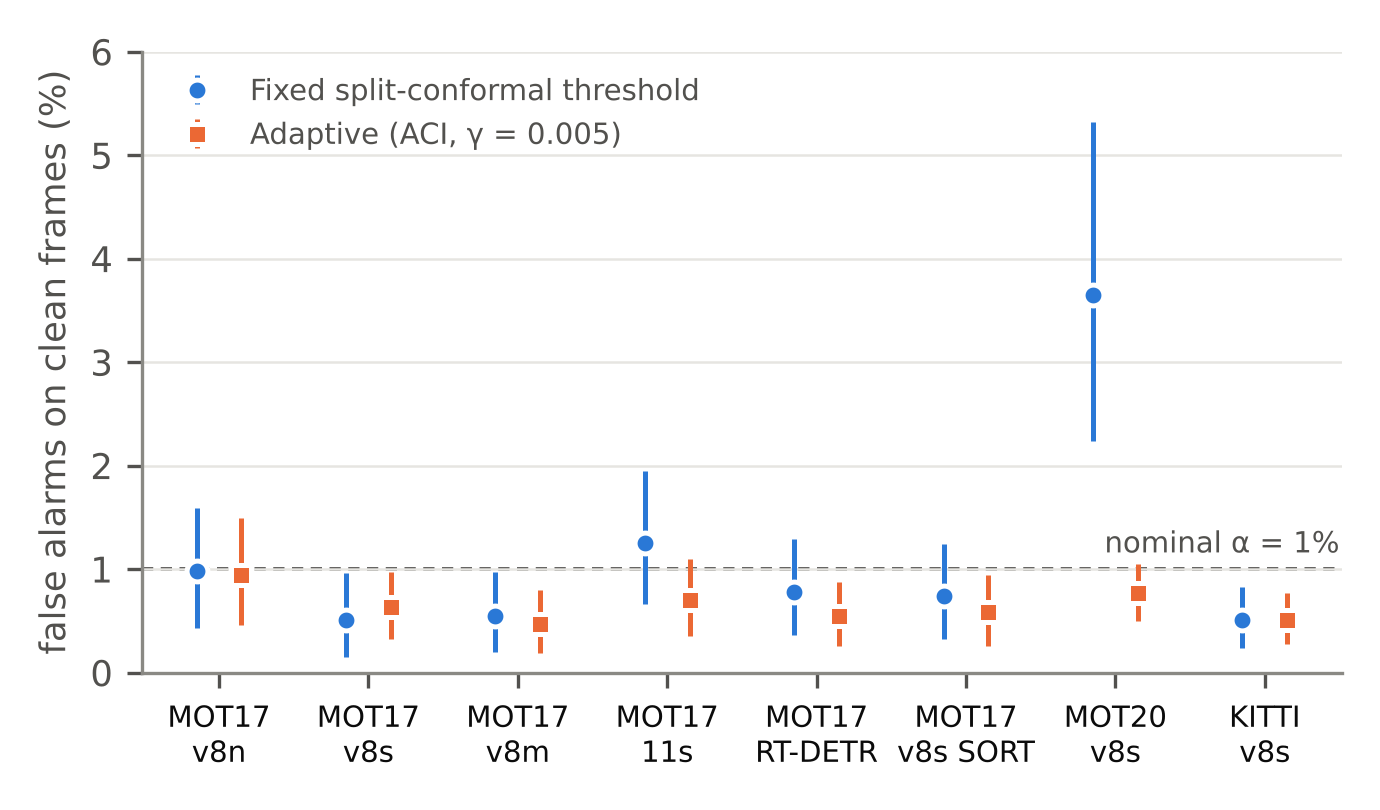 false alarms on clean frames (%)
6
5
4
3
2
1
0
Fixed split-conformal threshold
Adaptive (ACI, γ = 0.005)
nominal α = 1%
MOT17 v8n
MOT17 v8s
MOT17 v8m
MOT17 11s
MOT17 RT-DETR
MOT17 v8s SORT
MOT20 v8s
KITTI v8s